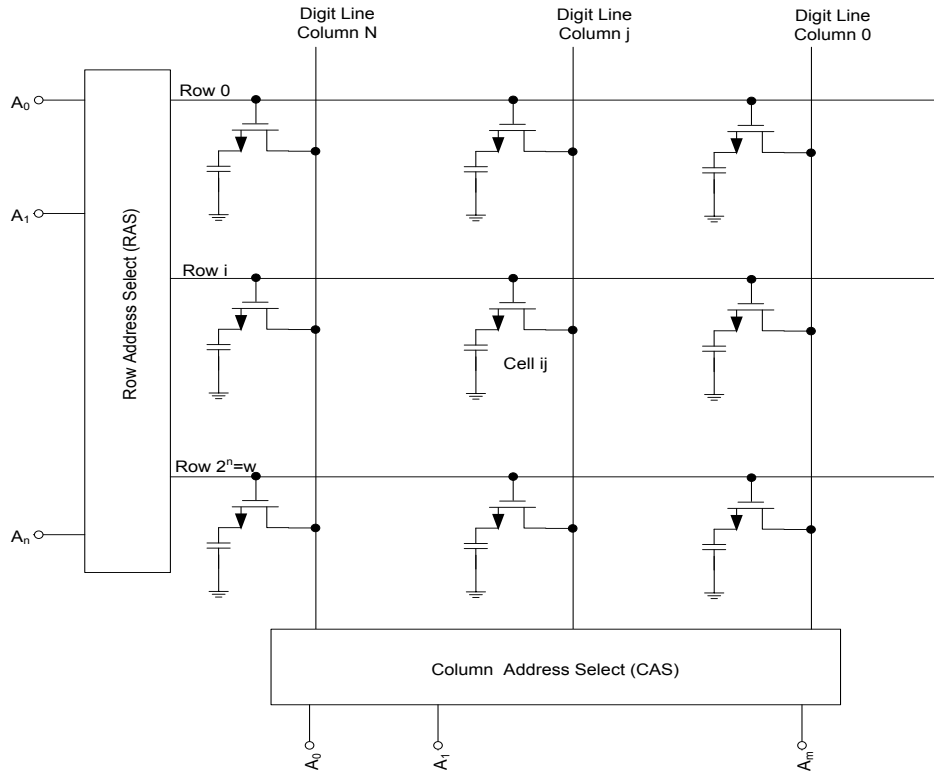 Digit Line
Column N
Digit Line
Column j
Digit Line
Column 0
Row 0
A₀
A₁
Row Address Select (RAS)
Row i
Cell ij
Row 2ⁿ=w
Aₙ
Column Address Select (CAS)
A₀
A₁
Aₘ